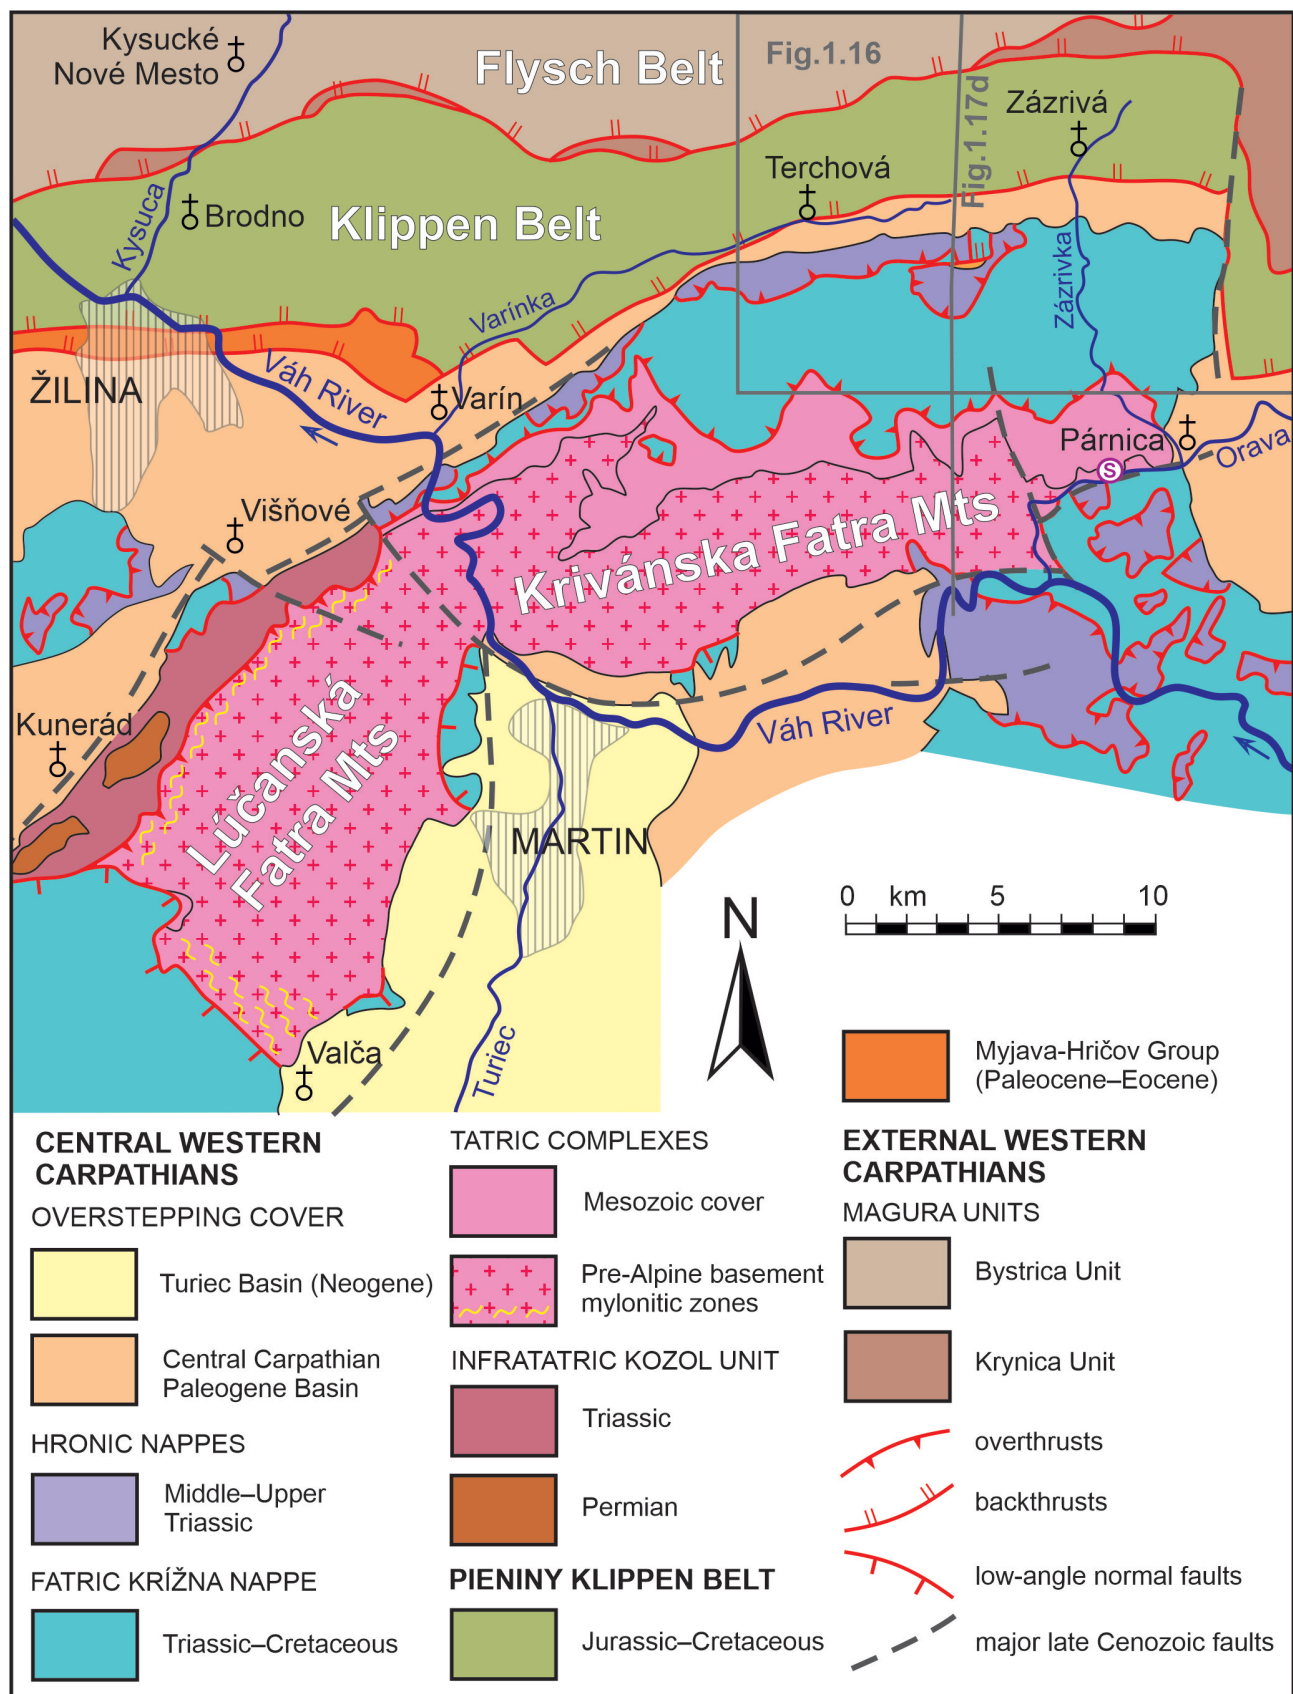 Kysucké
Nové Mesto
Flysch Belt
Fig.1.16
Fig.1.17d
Zázrivá
Terchová
Brodno
Kysuca
Klippen Belt
Zázrivka
Varínka
ŽILINA
Váh River
Varín
Párnica
S
Orava
Višňové
Krivánska Fatra Mts
Kunerád
Lúčanská
Fatra Mts
Váh River
MARTIN
N
0 km 5 10
Turiec
Valča
Myjava-Hričov Group
(Paleocene–Eocene)
CENTRAL WESTERN
CARPATHIANS
OVERSTEPPING COVER
Turiec Basin (Neogene)
Central Carpathian
Paleogene Basin
HRONIC NAPPES
Middle–Upper
Triassic
FATRIC KRÍŽNA NAPPE
Triassic–Cretaceous
TATRIC COMPLEXES
Mesozoic cover
Pre-Alpine basement
mylonitic zones
INFRATATRIC KOZOL UNIT
Triassic
Permian
PIENINY KLIPPEN BELT
Jurassic–Cretaceous
EXTERNAL WESTERN
CARPATHIANS
MAGURA UNITS
Bystrica Unit
Krynica Unit
overthrusts
backthrusts
low-angle normal faults
major late Cenozoic faults